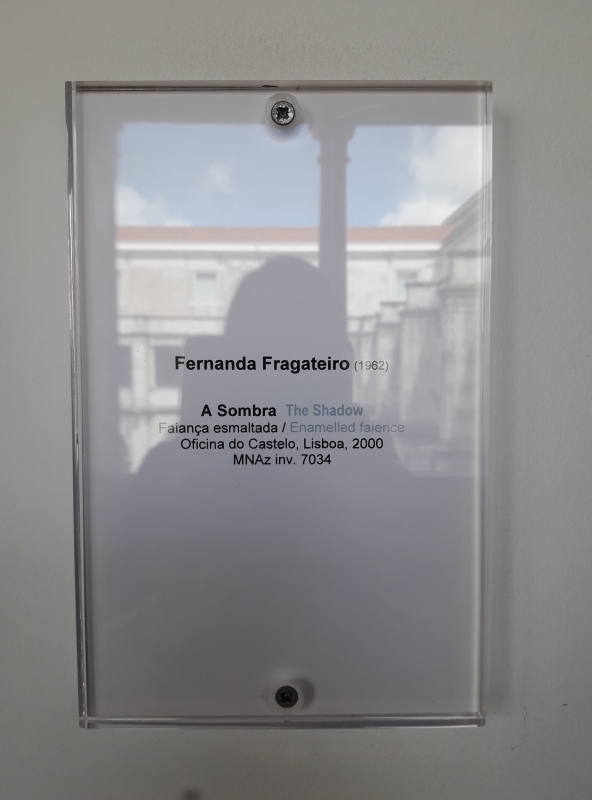 Fernanda Fragateiro (1962)
A Sombra The Shadow
Faiança esmaltada / Enamelled faience
Oficina do Castelo, Lisboa, 2000
MNAz inv. 7034